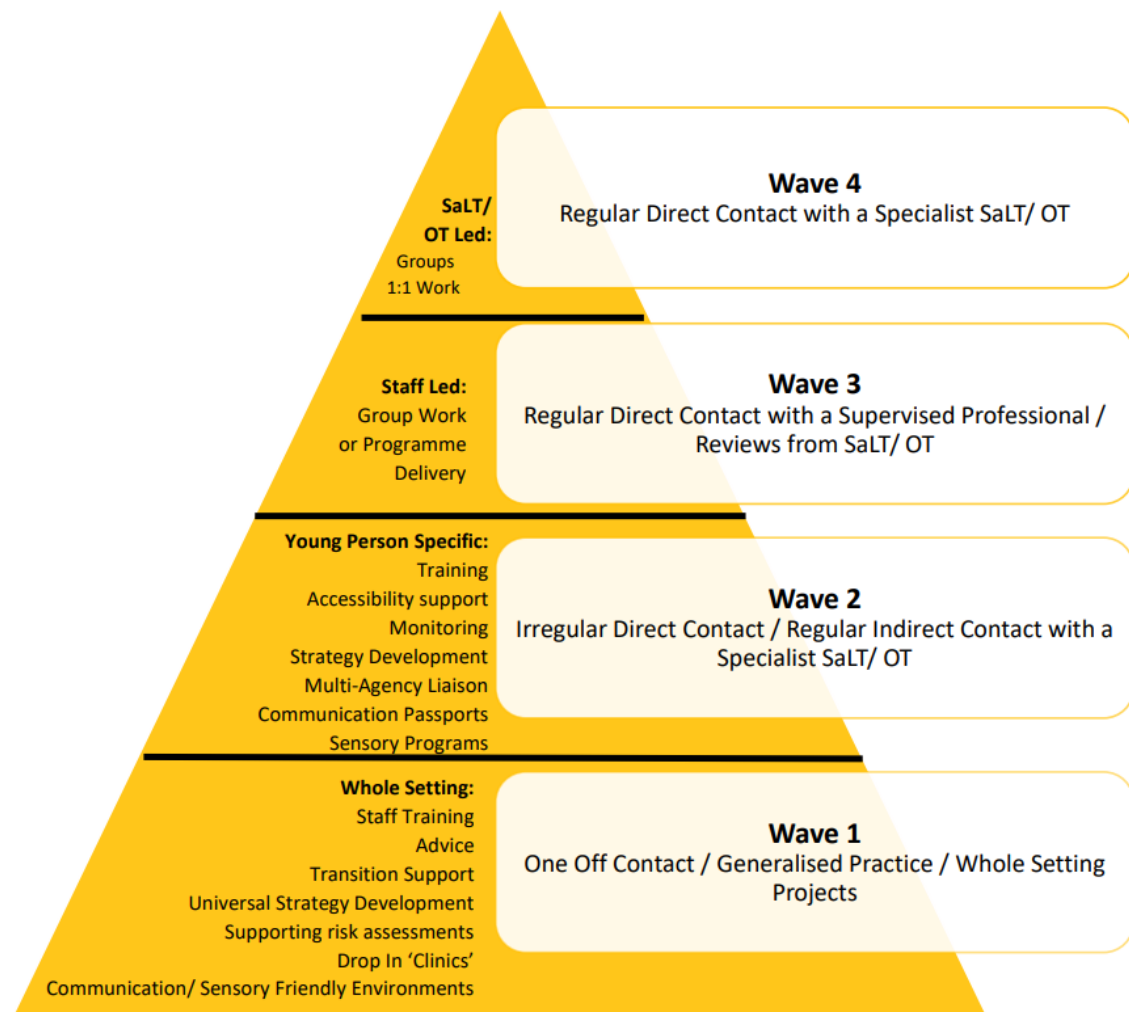 SaLT/
OT Led:
Groups
1:1 Work
Wave 4
Regular Direct Contact with a Specialist SaLT/ OT
Staff Led:
Group Work
or Programme
Delivery
Wave 3
Regular Direct Contact with a Supervised Professional /
Reviews from SaLT/ OT
Young Person Specific:
Training
Accessibility support
Monitoring
Strategy Development
Multi-Agency Liaison
Communication Passports
Sensory Programs
Wave 2
Irregular Direct Contact / Regular Indirect Contact with a
Specialist SaLT/ OT
Whole Setting:
Staff Training
Advice
Transition Support
Universal Strategy Development
Supporting risk assessments
Drop In ‘Clinics’
Communication/ Sensory Friendly Environments
Wave 1
One Off Contact / Generalised Practice / Whole Setting
Projects